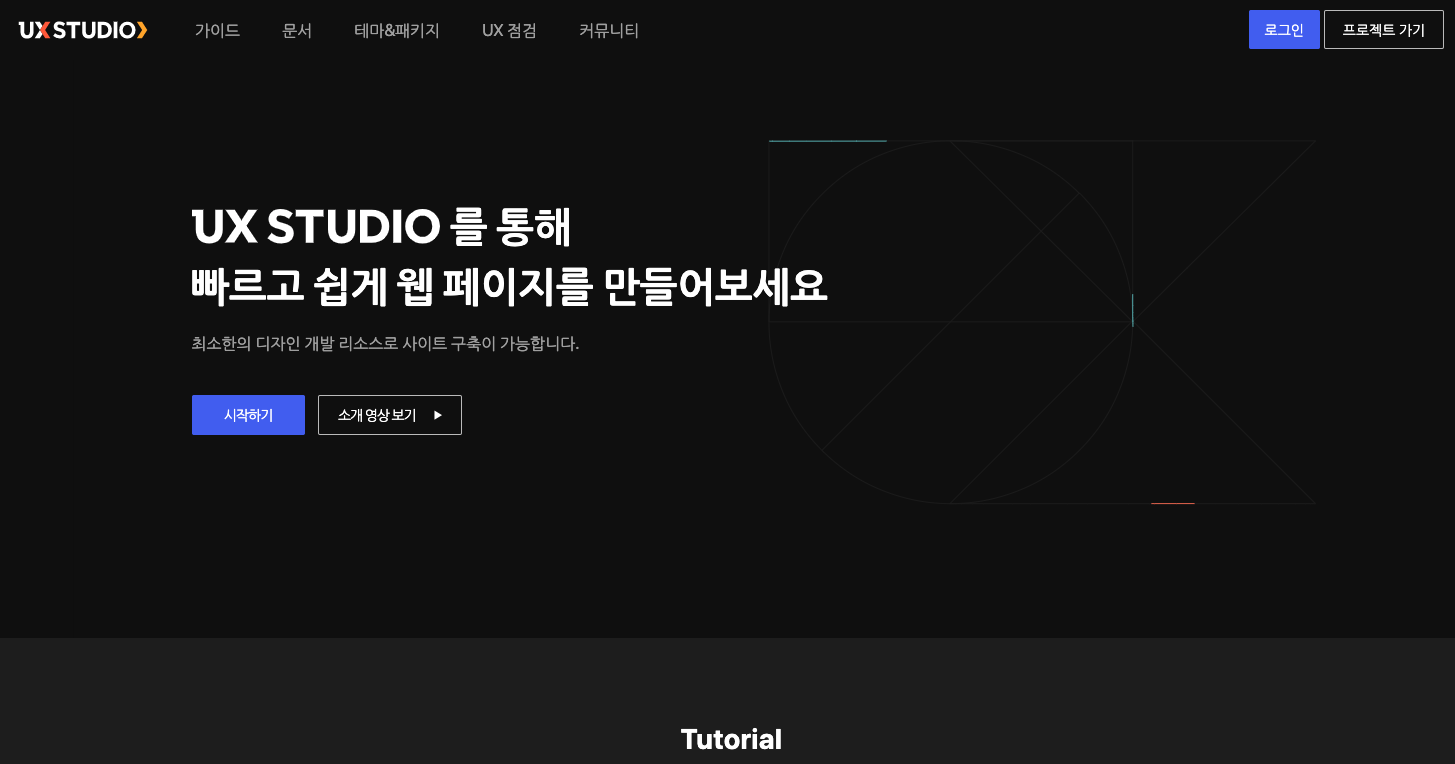 UX STUDIO
가이드
문서
테마&패키지
UX 점검
커뮤니티
로그인
프로젝트 가기
UX STUDIO 를 통해
빠르고 쉽게 웹 페이지를 만들어보세요
최소한의 디자인 개발 리소스로 사이트 구축이 가능합니다.
시작하기
소개 영상 보기
Tutorial